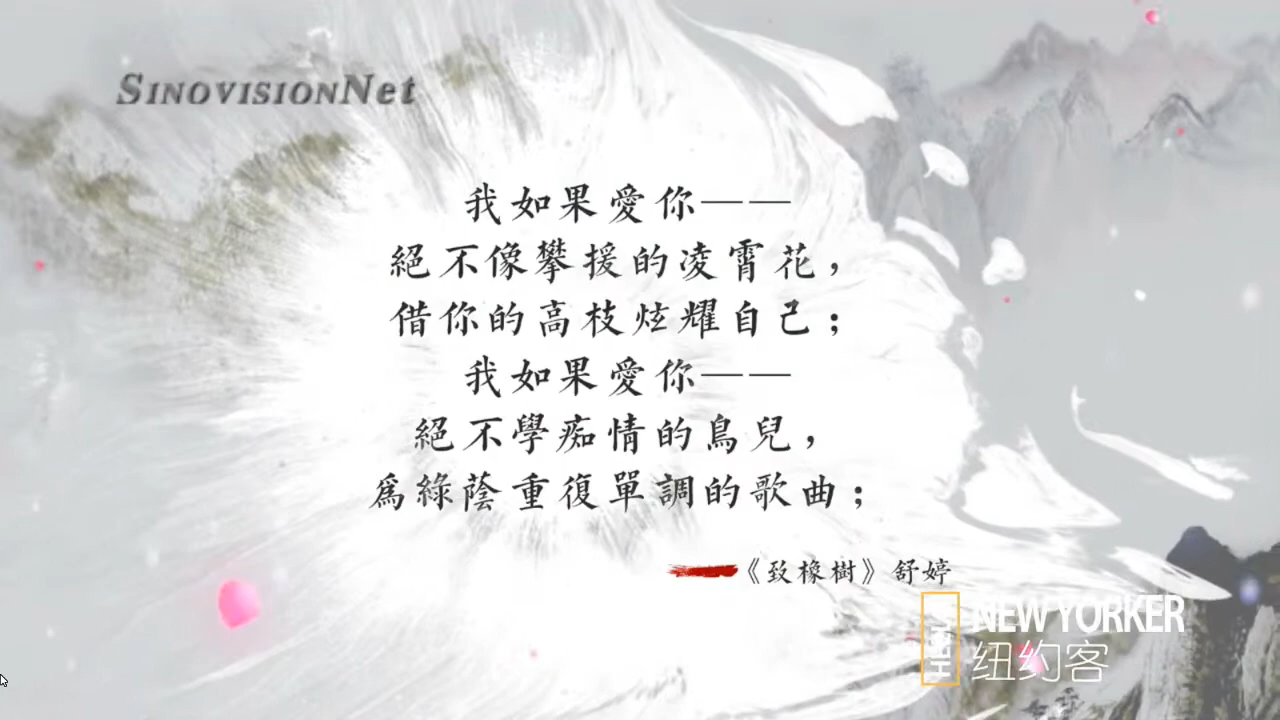 SINOVISIONNet
我如果愛你——
絕不像攀援的凌霄花，
借你的高枝炫耀自己；
我如果愛你——
絕不學痴情的鳥兒，
爲綠蔭重復單調的歌曲；
《致橡樹》舒婷
NEW YORKER
纽约客